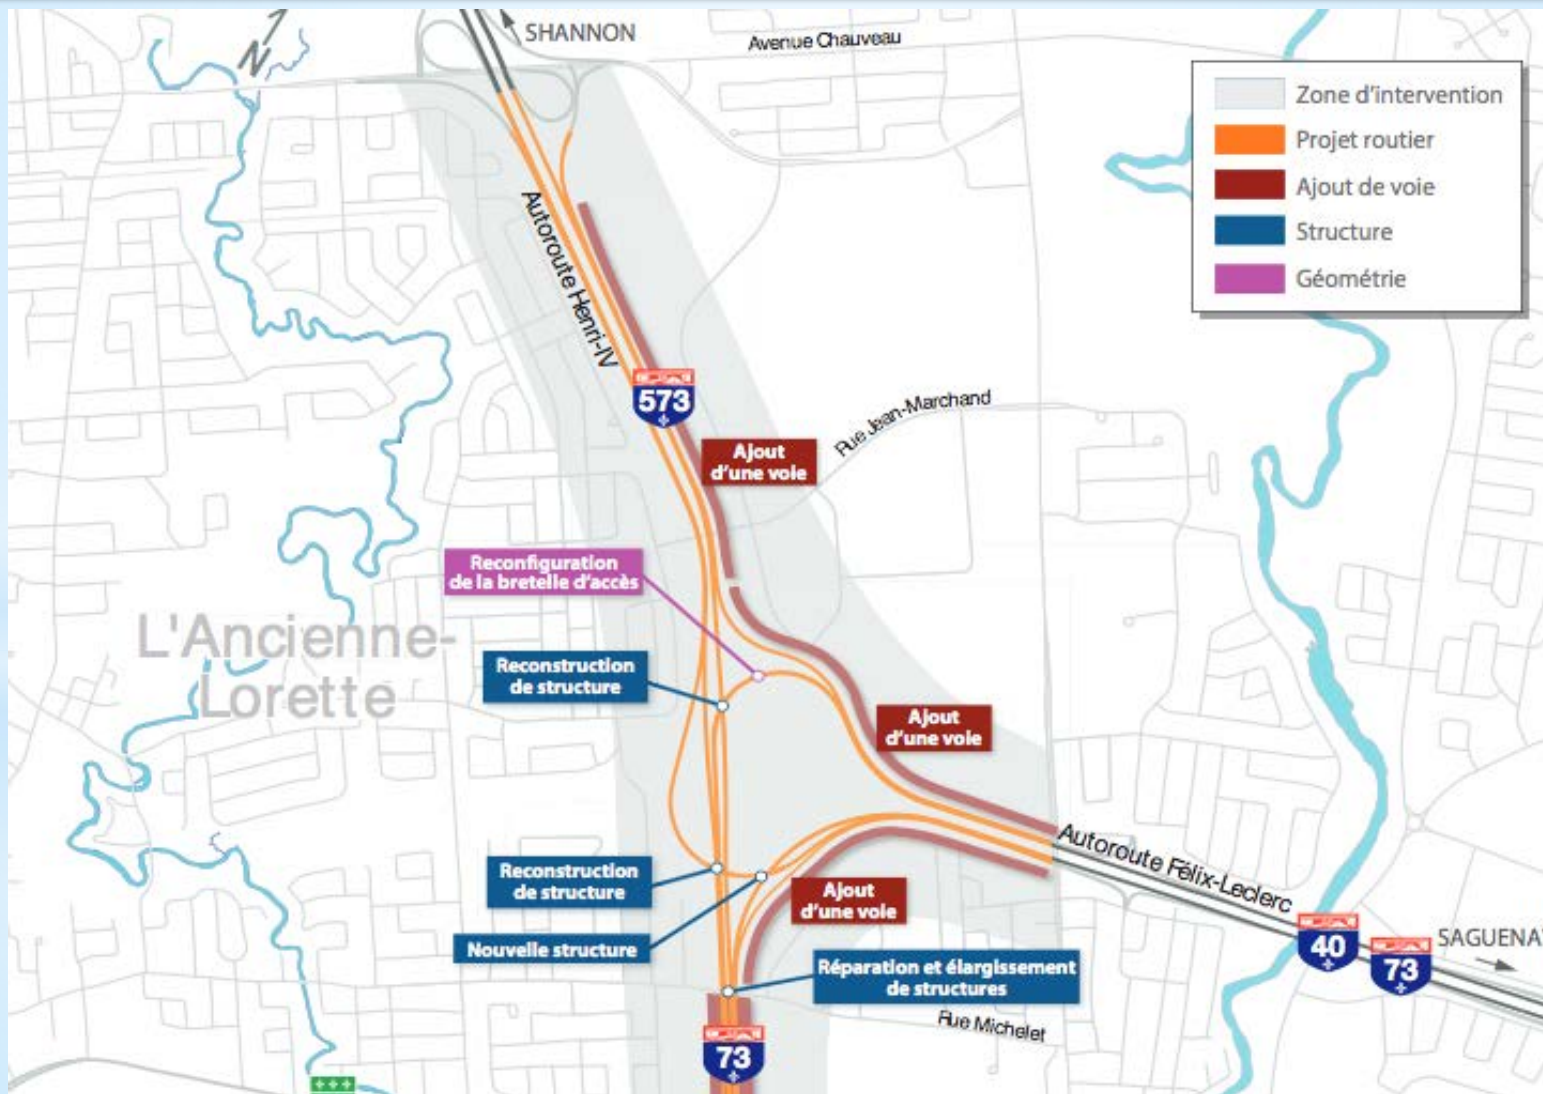 SHANNON
N
Avenue Chauveau
Zone d'intervention
Projet routier
Ajout de voie
Structure
Géométrie
Autoroute Henri-IV
573
Rue Jean-Marchand
Ajout
d'une voie
Reconfiguration
de la bretelle d'accès
L'Ancienne-
Lorette
Reconstruction
de structure
Ajout
d'une voie
Autoroute Félix-Leclerc
Reconstruction
de structure
Ajout
d'une voie
Nouvelle structure
40
73
SAGUENAY
Réparation et élargissement
de structures
Rue Michelet
73